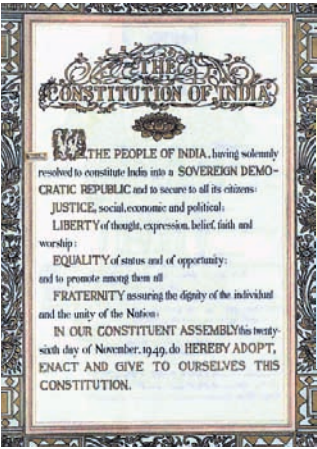 THE
CONSTITUTION OF INDIA
WE, THE PEOPLE OF INDIA, having solemnly
resolved to constitute India into a SOVEREIGN DEMO-
CRATIC REPUBLIC and to secure to all its citizens:
JUSTICE, social, economic and political;
LIBERTY of thought, expression, belief, faith and
worship;
EQUALITY of status and of opportunity;
and to promote among them all
FRATERNITY assuring the dignity of the individual
and the unity of the Nation;
IN OUR CONSTITUENT ASSEMBLY this twenty-
sixth day of November, 1949, do HEREBY ADOPT,
ENACT AND GIVE TO OURSELVES THIS
CONSTITUTION.